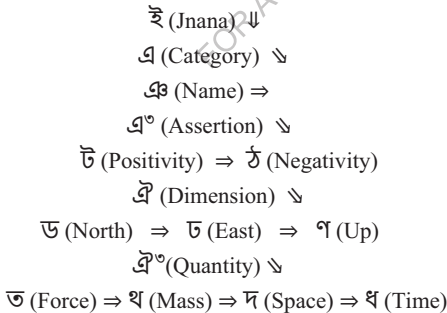 ই (Jnana) ⇓
এ (Category) ⇘
ঞ (Name) ⇒
এ° (Assertion) ⇘
ট (Positivity) ⇒ ঠ (Negativity)
ঐ (Dimension) ⇘
ড (North) ⇒ ঢ (East) ⇒ ণ (Up)
ঐ° (Quantity) ⇘
ত (Force) ⇒ থ (Mass) ⇒ দ (Space) ⇒ ধ (Time)